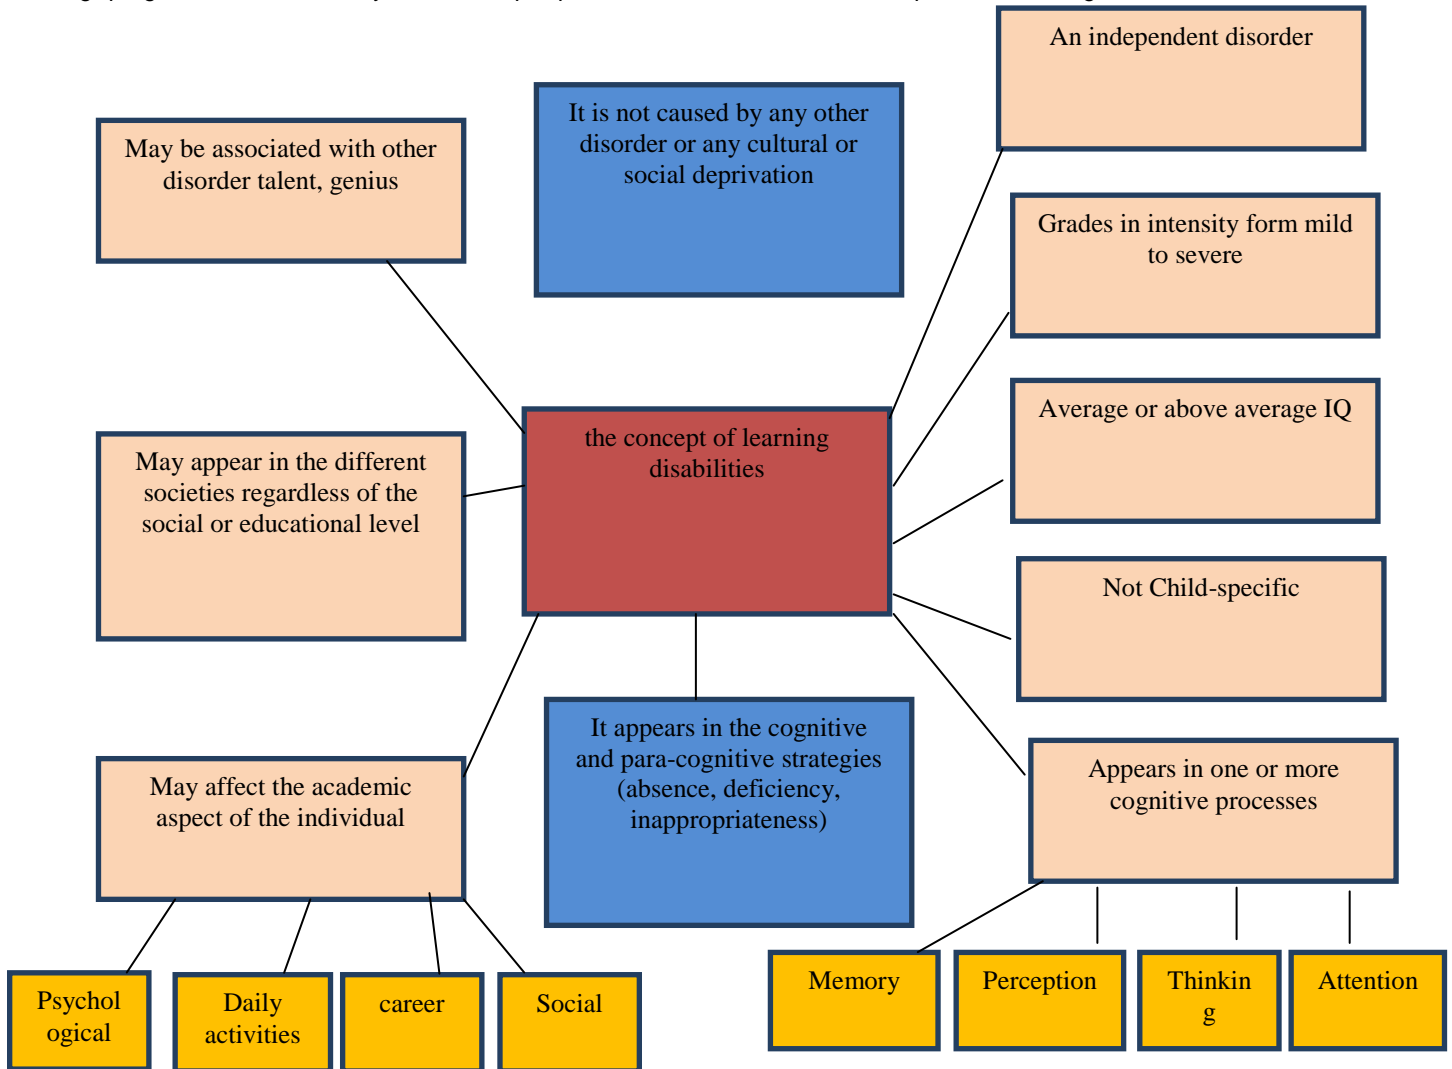 An independent disorder
It is not caused by any other
disorder or any cultural or
social deprivation
May be associated with other
disorder talent, genius
Grades in intensity form mild
to severe
Average or above average IQ
the concept of learning
disabilities
May appear in the different
societies regardless of the
social or educational level
Not Child-specific
It appears in the cognitive
and para-cognitive strategies
(absence, deficiency,
inappropriateness)
May affect the academic
aspect of the individual
Appears in one or more
cognitive processes
Psychol
ogical
Daily
activities
career
Social
Memory
Perception
Thinkin
g
Attention